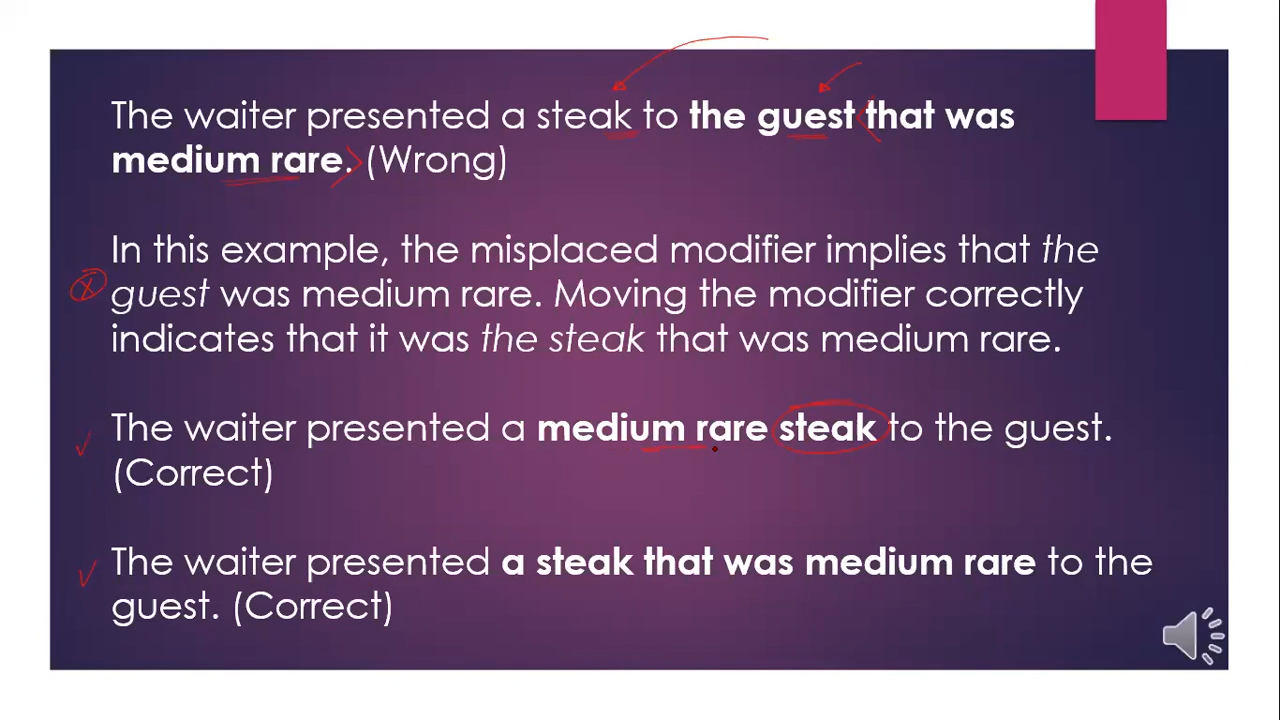 The waiter presented a steak to the guest that was
medium rare. (Wrong)
In this example, the misplaced modifier implies that the
guest was medium rare. Moving the modifier correctly
indicates that it was the steak that was medium rare.
The waiter presented a medium rare steak to the guest.
(Correct)
The waiter presented a steak that was medium rare to the
guest. (Correct)